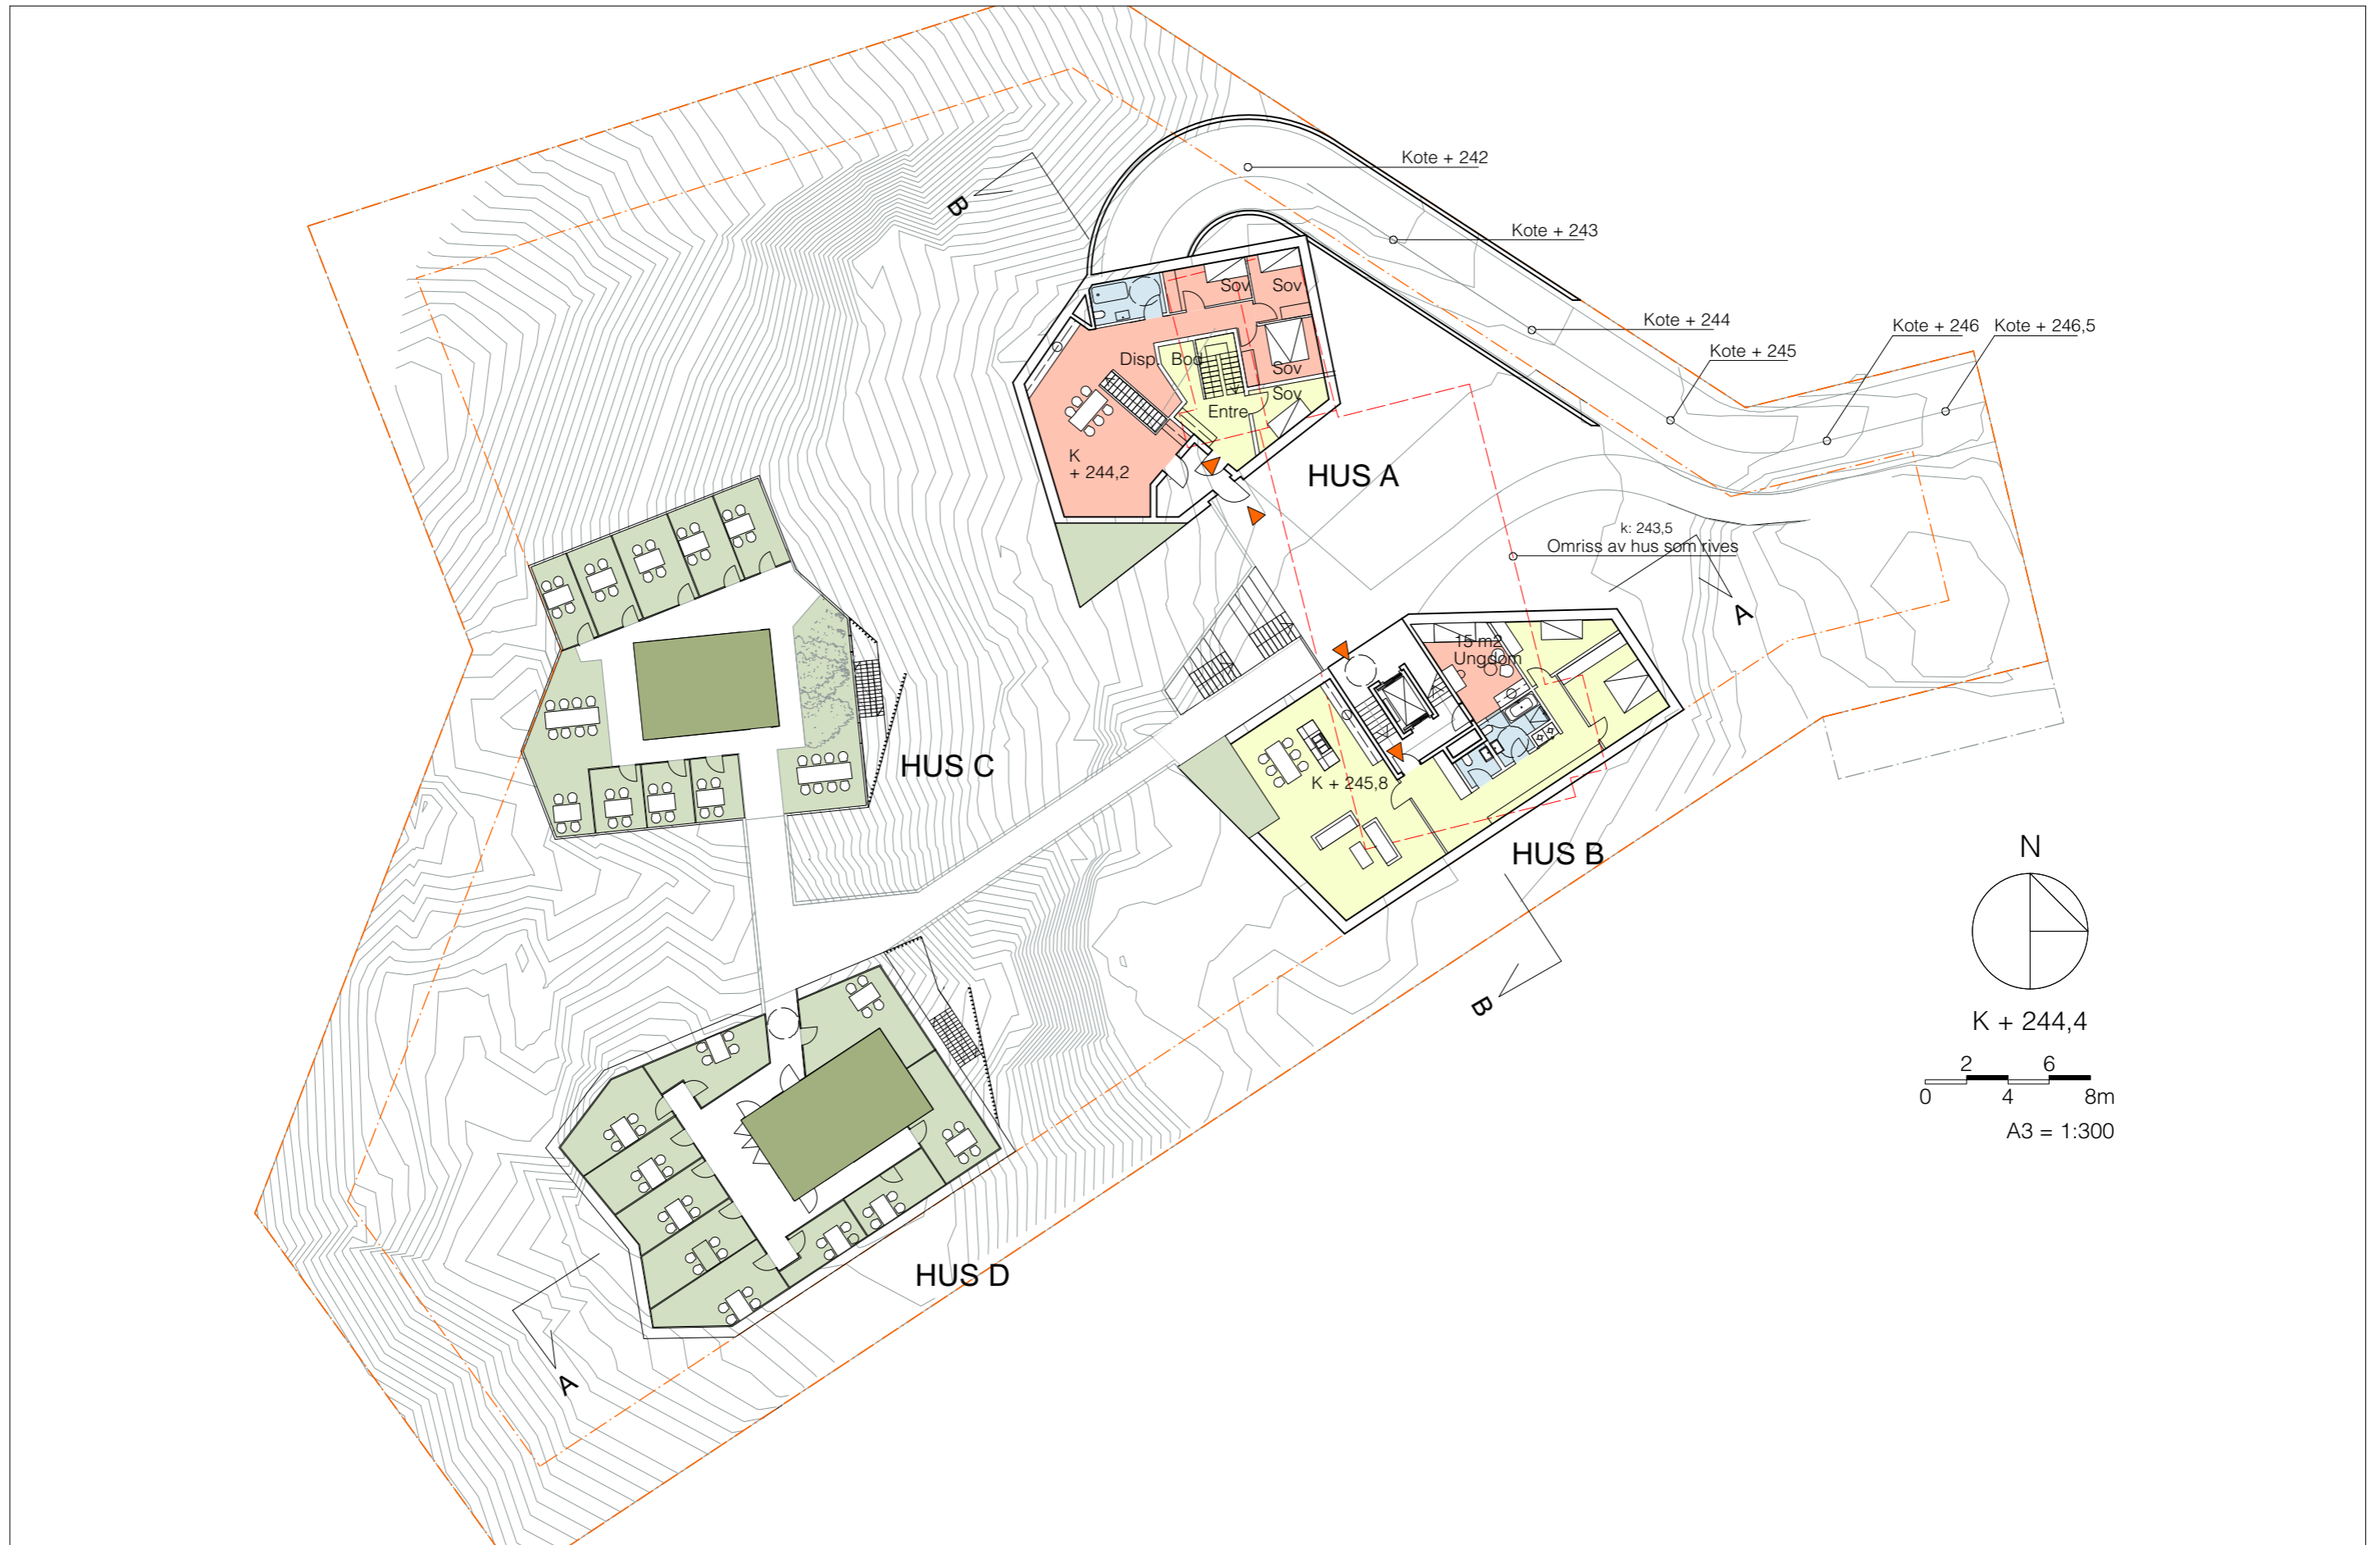 Kote + 242
B
Kote + 243
Sov
Sov
Kote + 244
Kote + 246
Kote + 246,5
Kote + 245
Disp.
Bod
Sov
Sov
Entre
K
+ 244,2
HUS A
k: 243,5
Omriss av hus som rives
A
15 m2
Ungdom
HUS C
K + 245,8
HUS B
N
B
K + 244,4
2
6
0
4
8m
A3 = 1:300
HUS D
A